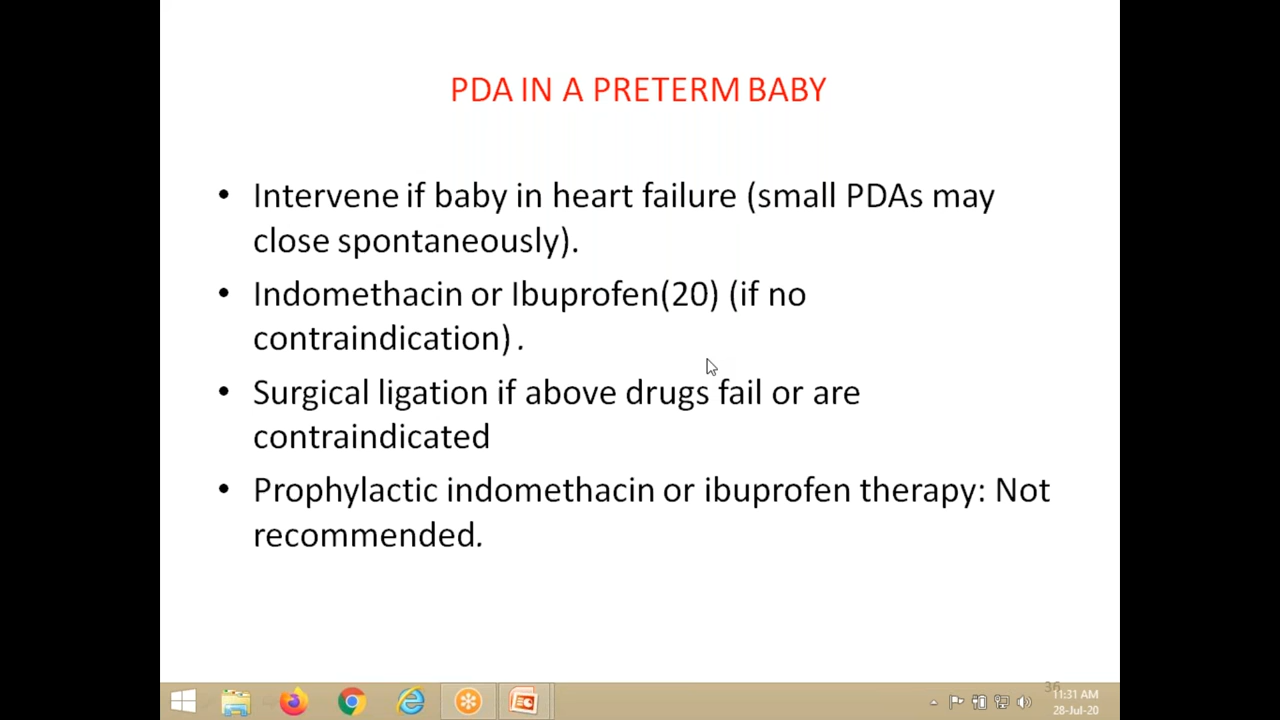 PDA IN A PRETERM BABY
• Intervene if baby in heart failure (small PDAs may
close spontaneously).
• Indomethacin or Ibuprofen(20) (if no
contraindication) .
• Surgical ligation if above drugs fail or are
contraindicated
• Prophylactic indomethacin or ibuprofen therapy: Not
recommended.
36
11:31 AM
28-Jul-20